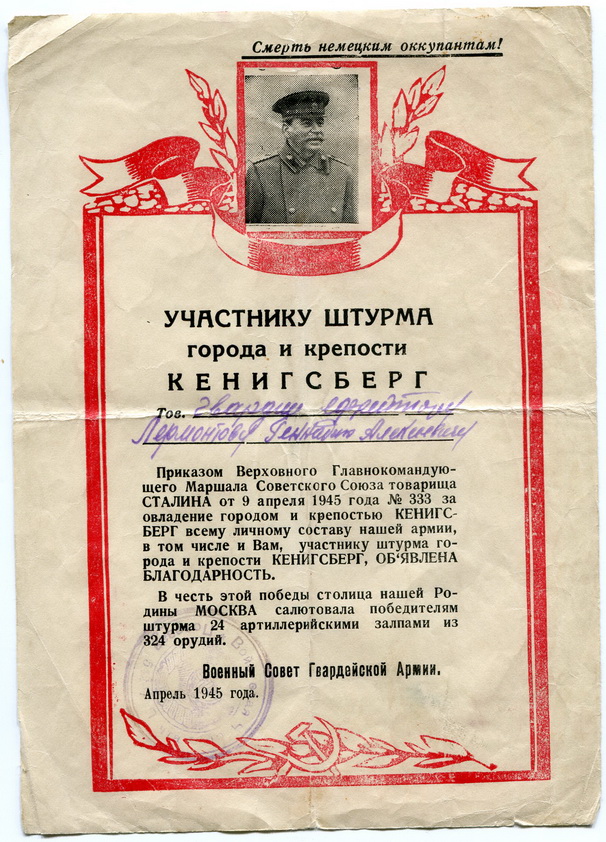 Смерть немецким оккупантам!
УЧАСТНИКУ ШТУРМА
города и крепости
КЕНИГСБЕРГ
Тов. Гвардии ефрейтору
Лермонтову Геннадию Алексеевичу
Приказом Верховного Главнокомандую-
щего Маршала Советского Союза товарища
СТАЛИНА от 9 апреля 1945 года № 333 за
овладение городом и крепостью КЕНИГС-
БЕРГ всему личному составу нашей армии,
в том числе и Вам, участнику штурма го-
рода и крепости КЕНИГСБЕРГ, ОБ‘ЯВЛЕНА
БЛАГОДАРНОСТЬ.
В честь этой победы столица нашей Ро-
дины МОСКВА салютовала победителям
штурма 24 артиллерийскими залпами из
324 орудий.
Военный Совет Гвардейской Армии.
Апрель 1945 года.